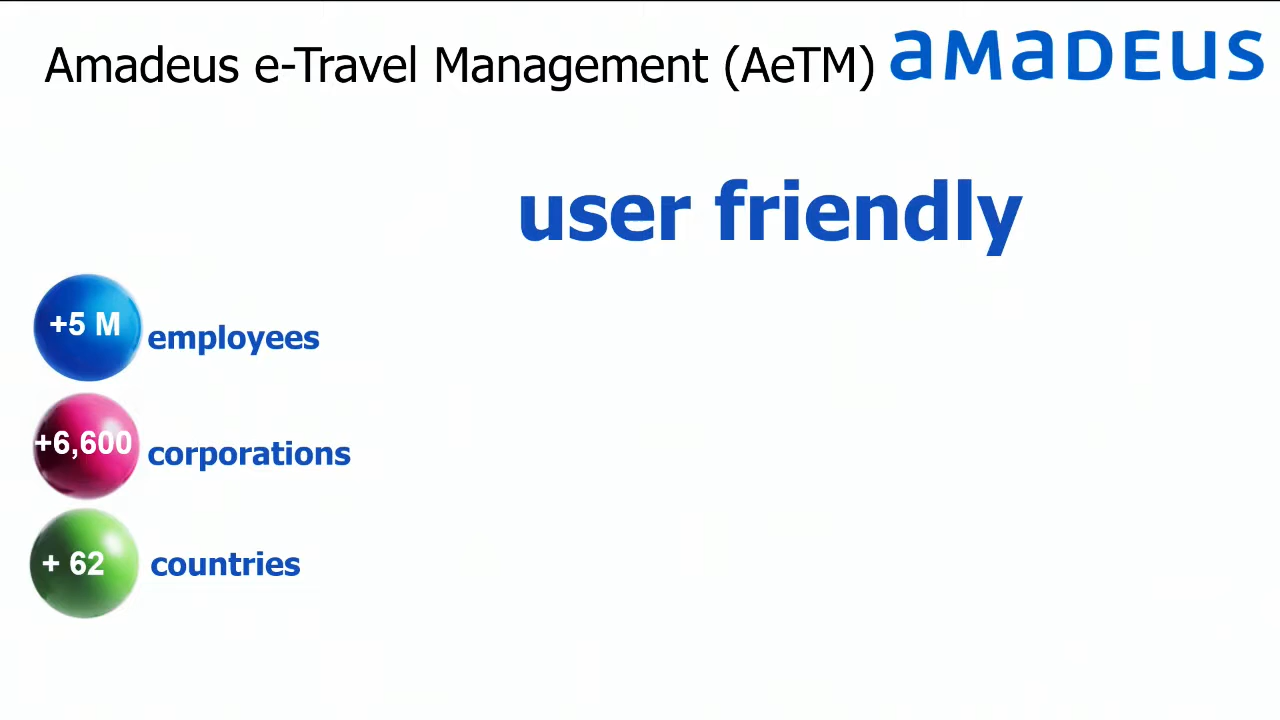 Amadeus e-Travel Management (AeTM) amadeus
user friendly
+5 M employees
+6,600 corporations
+ 62 countries